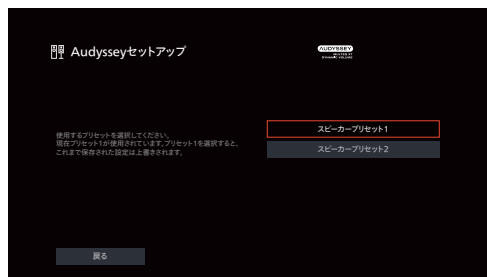 Audysseyセットアップ
AUDYSSEY
MULTEQ XT
DYNAMIC VOLUME
使用するプリセットを選択してください。
現在プリセット1が使用されています。プリセット1を選択すると、
これまで保存された設定は上書きされます。
スピーカープリセット1
スピーカープリセット2
戻る